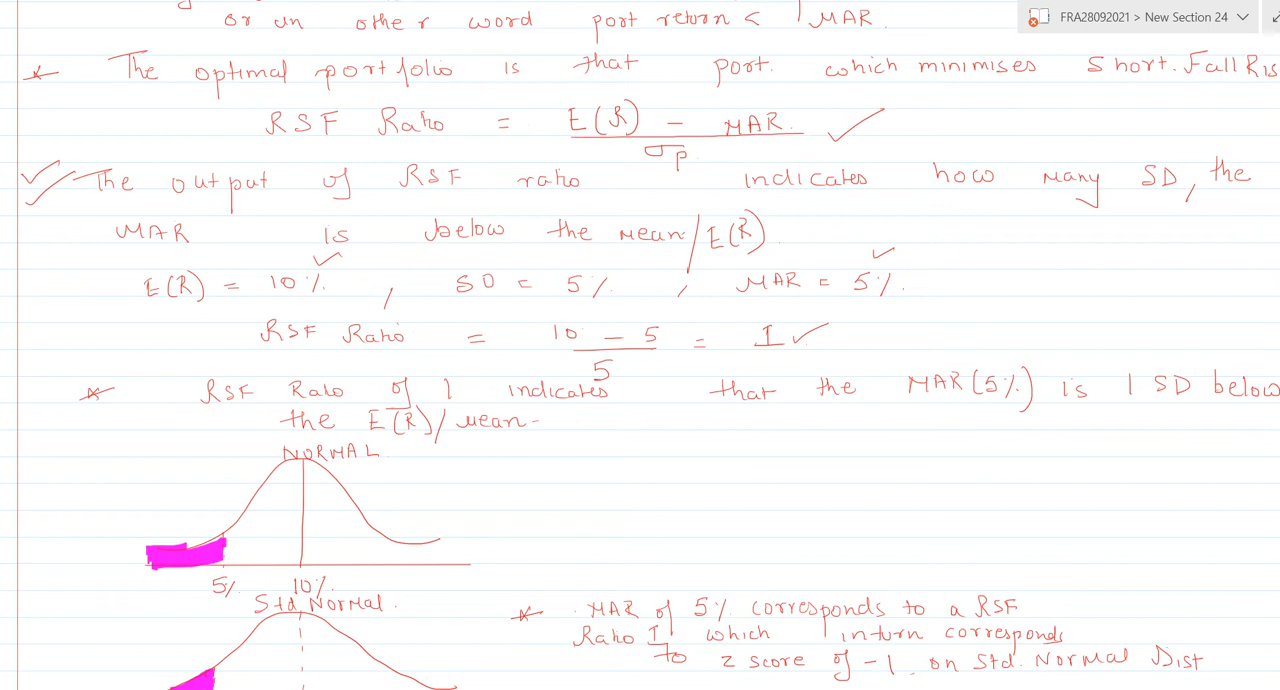 FRA28092021 > New Section 24
or in other word port return < MAR.
* The optimal portfolio is that port. which minimises Short.Fall Ris
RSF Ratio = E(R) - MAR.
σp
The output of RSF ratio indicates how many SD, the
MAR is below the mean/E(R)
E(R) = 10%, SD = 5%, MAR = 5%.
RSF Ratio = 10 - 5 = 1
5
* RSF Ratio of 1 indicates that the MAR(5%) is 1 SD below
the E(R)/mean-
NORMAL
5% 10%
Std Normal.
* MAR of 5% corresponds to a RSF
Ratio 1 which inturn corresponds
to z score of -1 on Std. Normal Dist